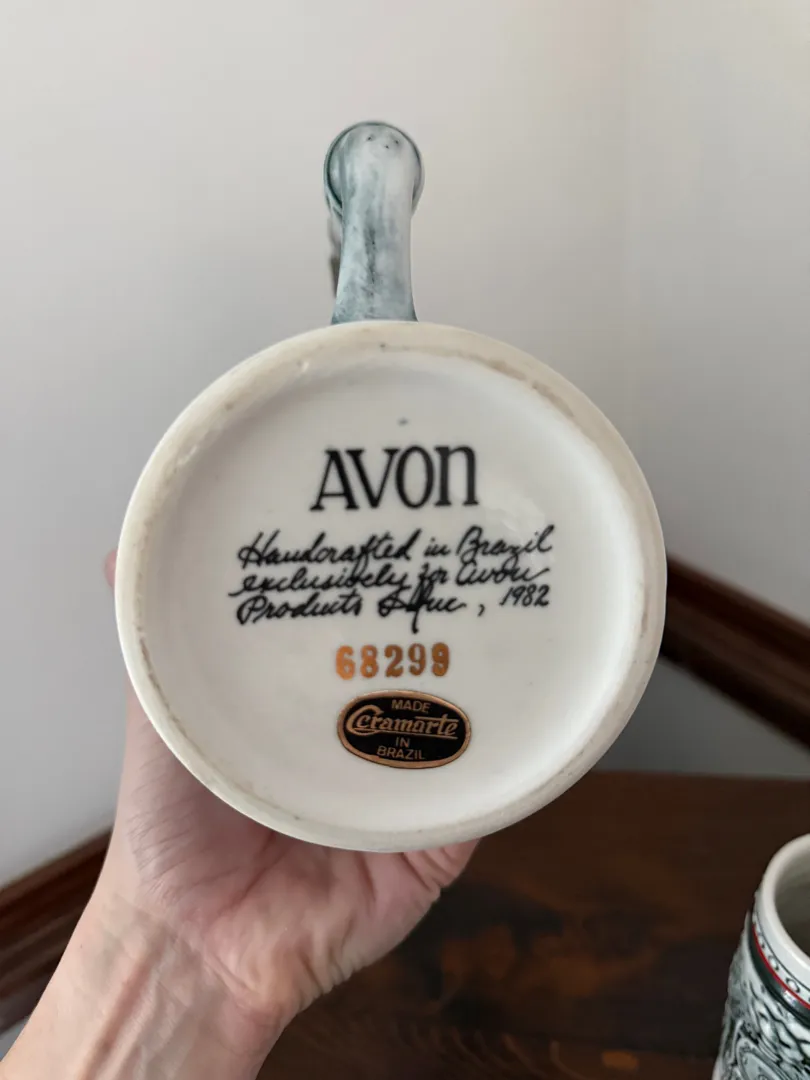 AVON
Handcrafted in Brazil
exclusively for Avon
Products Inc, 1982
68299
MADE
Ceramarte
IN
BRAZIL